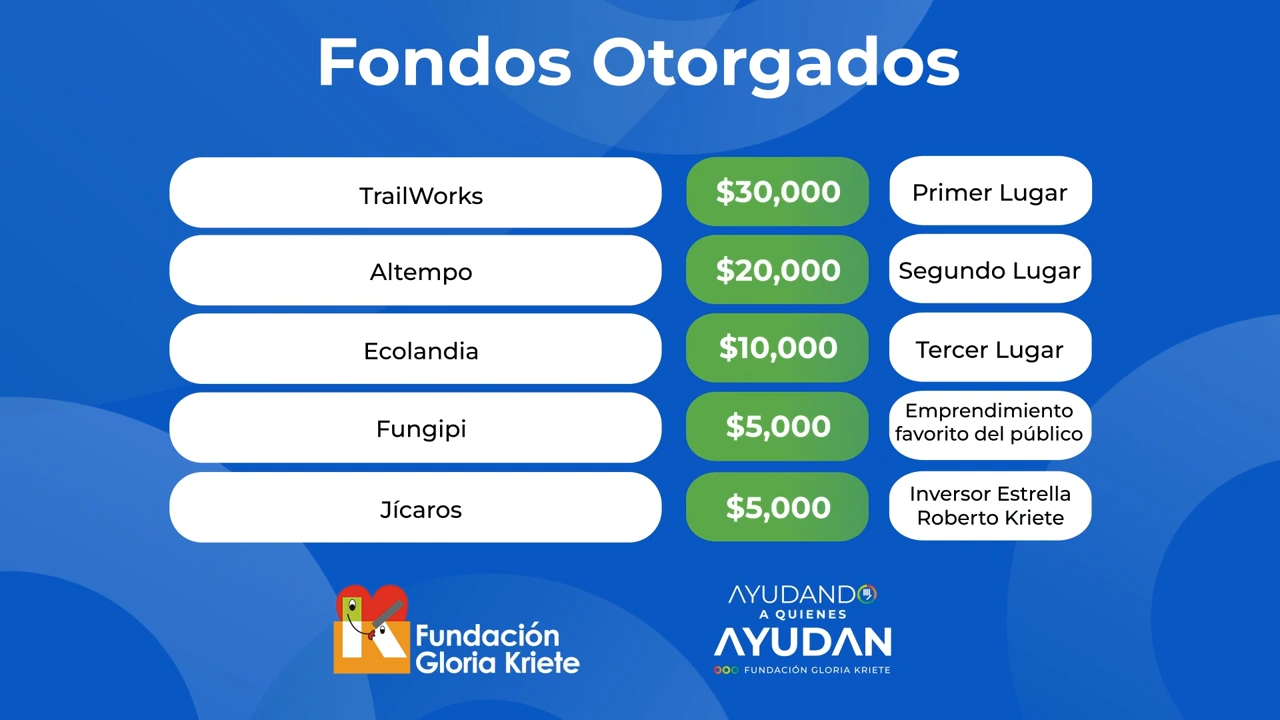 Fondos Otorgados
TrailWorks
$30,000
Primer Lugar
Altempo
$20,000
Segundo Lugar
Ecolandia
$10,000
Tercer Lugar
Fungipi
$5,000
Emprendimiento
favorito del público
Jícaros
$5,000
Inversor Estrella
Roberto Kriete
K
Fundación
Gloria Kriete
AYUDANDO
A QUIENES
AYUDAN
FUNDACIÓN GLORIA KRIETE